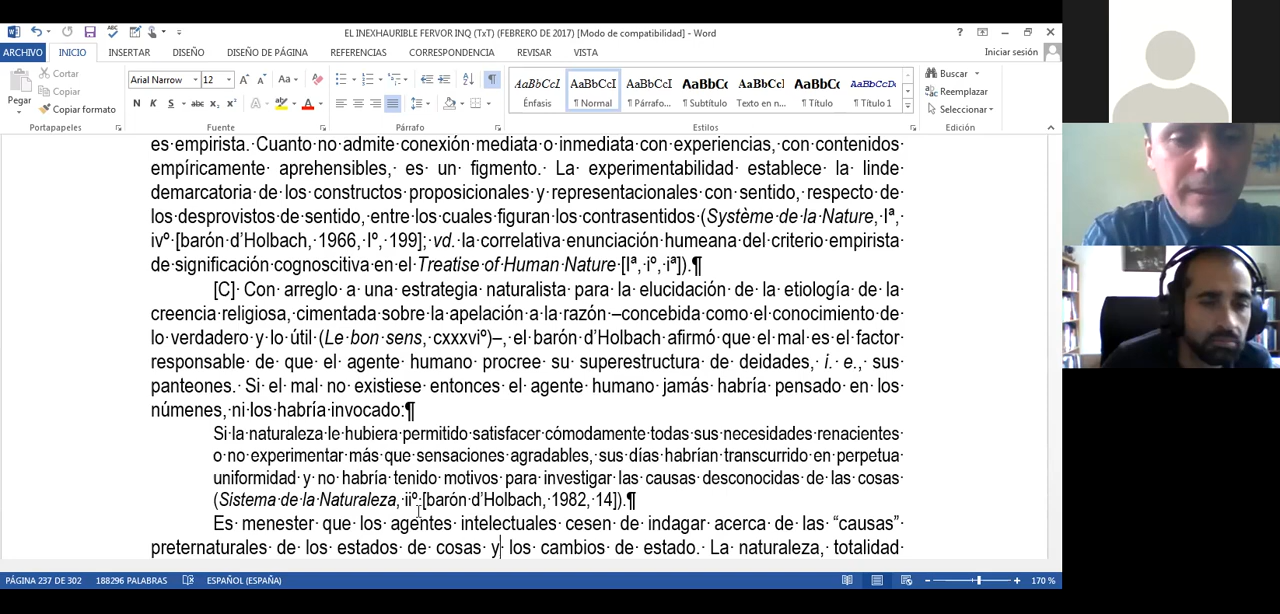 EL INEXHAURIBLE FERVOR INQ (TxT) (FEBRERO DE 2017) [Modo de compatibilidad] - Word
ARCHIVO INICIO INSERTAR DISEÑO DISEÑO DE PÁGINA REFERENCIAS CORRESPONDENCIA REVISAR VISTA Iniciar sesión
Pegar
Cortar
Copiar
Copiar formato
Portapapeles
Arial Narrow 12
Fuente
Párrafo
AaBbCcI AaBbCcI AaBbCcI AaBbC AaBbCcI AaBbCc AaBbCcDc
Énfasis ¶ Normal ¶ Párrafo... ¶ Subtítulo Texto en n... ¶ Título ¶ Título 1
Estilos
Buscar
Reemplazar
Seleccionar
Edición
es empirista. Cuanto no admite conexión mediata o inmediata con experiencias, con contenidos
empíricamente aprehensibles, es un figmento. La experimentabilidad establece la linde
demarcatoria de los constructos proposicionales y representacionales con sentido, respecto de
los desprovistos de sentido, entre los cuales figuran los contrasentidos (Système de la Nature, Iª,
ivº [barón d'Holbach, 1966, Iº, 199]; vd. la correlativa enunciación humeana del criterio empirista
de significación cognoscitiva en el Treatise of Human Nature [Iª, iº, iª]).¶
[C] Con arreglo a una estrategia naturalista para la elucidación de la etiología de la
creencia religiosa, cimentada sobre la apelación a la razón –concebida como el conocimiento de
lo verdadero y lo útil (Le bon sens, cxxxviº)–, el barón d'Holbach afirmó que el mal es el factor
responsable de que el agente humano procree su superestructura de deidades, i. e., sus
panteones. Si el mal no existiese entonces el agente humano jamás habría pensado en los
númenes, ni los habría invocado:¶
Si la naturaleza le hubiera permitido satisfacer cómodamente todas sus necesidades renacientes
o no experimentar más que sensaciones agradables, sus días habrían transcurrido en perpetua
uniformidad y no habría tenido motivos para investigar las causas desconocidas de las cosas
(Sistema de la Naturaleza, iiº [barón d'Holbach, 1982, 14]).¶
Es menester que los agentes intelectuales cesen de indagar acerca de las “causas”
preternaturales de los estados de cosas y los cambios de estado. La naturaleza, totalidad
PÁGINA 237 DE 302 188296 PALABRAS ESPAÑOL (ESPAÑA) 170 %